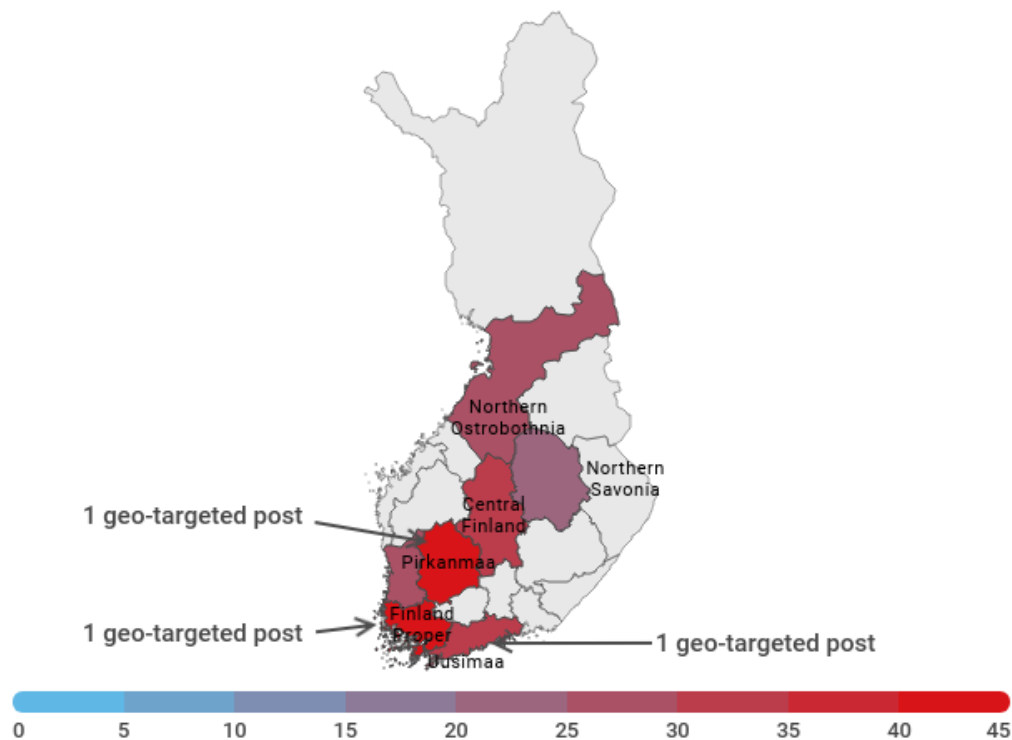 Northern
Ostrobothnia
Northern
Savonia
Central
Finland
1 geo-targeted post
Pirkanmaa
Finland
Proper
1 geo-targeted post
1 geo-targeted post
Uusimaa
0 5 10 15 20 25 30 35 40 45